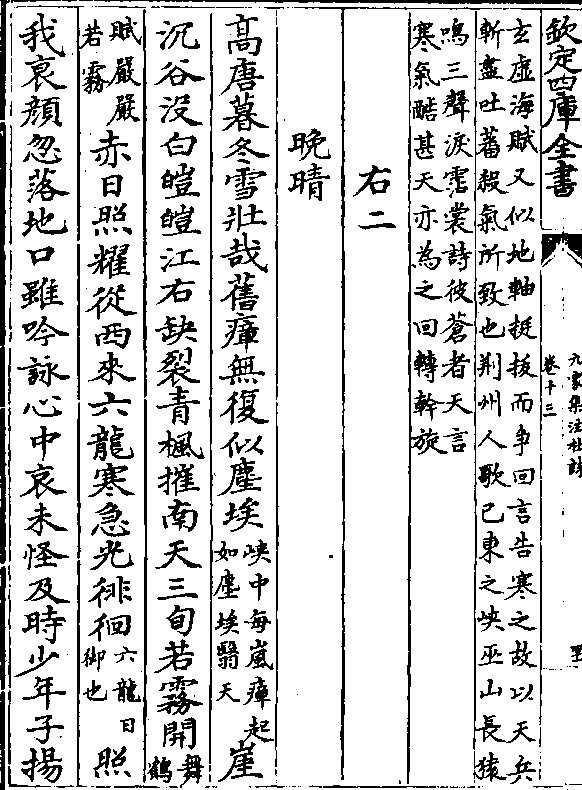 欽定四庫全書
九家集注杜詩
卷十三
玄虛海賦又似地軸挺拔而爭回言告寒之故以天兵
斬盡吐蕃殺氣所致也荆州人歌已東之峽巫山長猿
鳴三聲淚霑裳詩彼蒼者天言
寒氣酷甚天亦為之回轉幹旋
右二
晚晴
高唐暮冬雪壯哉舊瘴無復似塵埃峽中每嵐瘴起如塵埃翳天崖
沉谷没白皚皚江右缺裂青楓摧南天三旬若霧開舞鶴
賦嚴嚴若霧赤日照耀從西來六龍寒急光徘徊六龍日御也照
我衰顔忽落地口雖吟詠心中哀未怪及時少年子揚